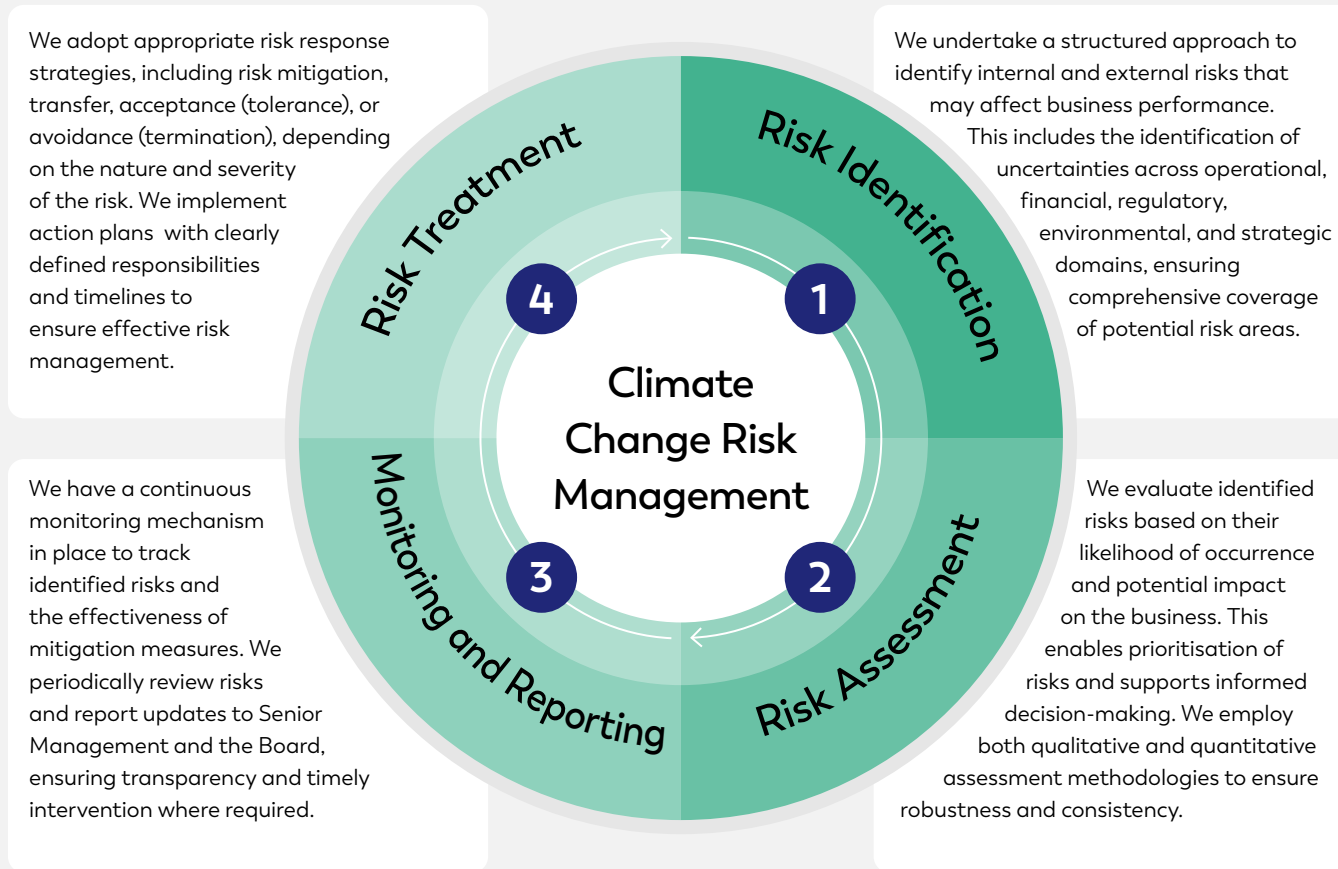 We adopt appropriate risk response
strategies, including risk mitigation,
transfer, acceptance (tolerance), or
avoidance (termination), depending
on the nature and severity
of the risk. We implement
action plans with clearly
defined responsibilities
and timelines to
ensure effective risk
management.
We undertake a structured approach to
identify internal and external risks that
may affect business performance.
This includes the identification of
uncertainties across operational,
financial, regulatory,
environmental, and strategic
domains, ensuring
comprehensive coverage
of potential risk areas.
Risk Treatment
Risk Identification
4
1
Climate
Change Risk
Management
3
2
Monitoring and Reporting
Risk Assessment
We have a continuous
monitoring mechanism
in place to track
identified risks and
the effectiveness of
mitigation measures. We
periodically review risks
and report updates to Senior
Management and the Board,
ensuring transparency and timely
intervention where required.
We evaluate identified
risks based on their
likelihood of occurrence
and potential impact
on the business. This
enables prioritisation of
risks and supports informed
decision-making. We employ
both qualitative and quantitative
assessment methodologies to ensure
robustness and consistency.